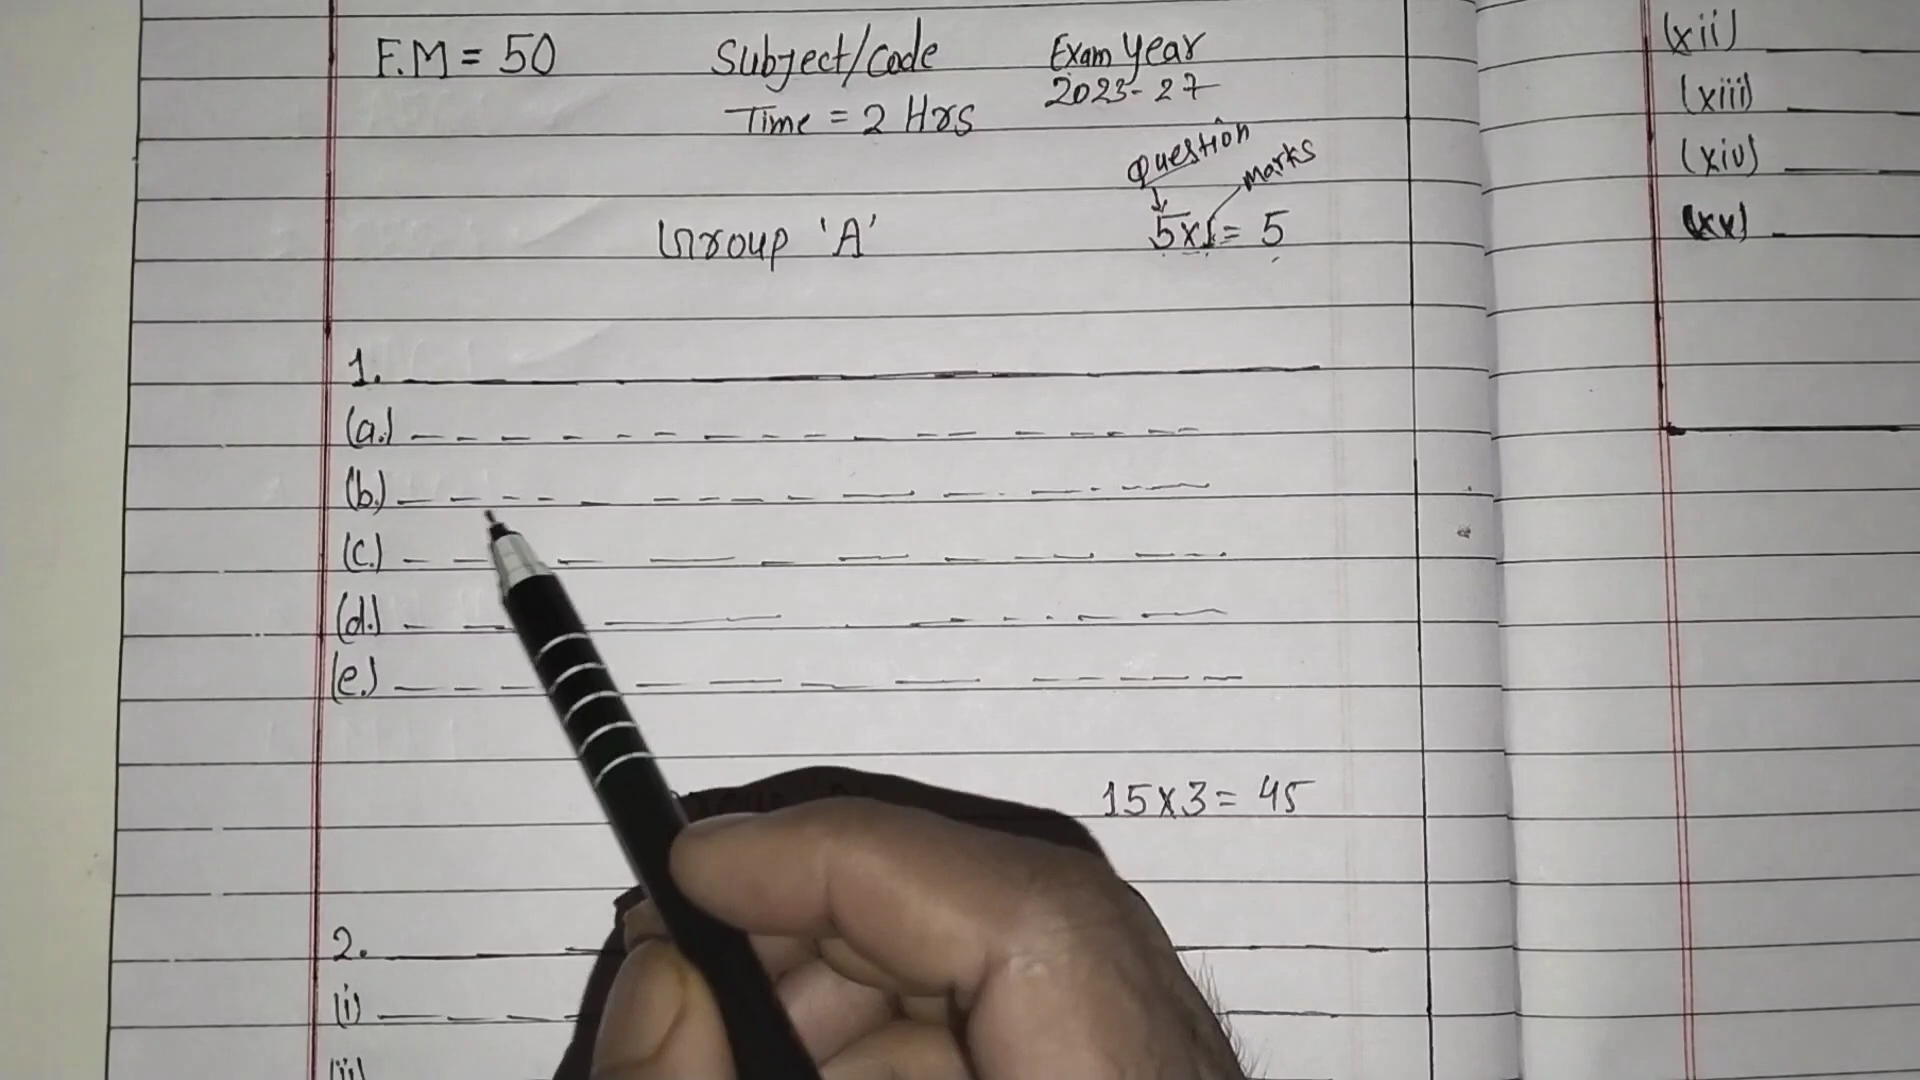 F.M = 50 Subject/Code Exam Year
Time = 2 Hrs 2023-27
Question
Marks
Group 'A' 5x1= 5
1.
(a.)
(b.)
(c.)
(d.)
(e.)
15x3= 45
2.
(i)
(ii)
(xii)
(xiii)
(xiv)
(xv)